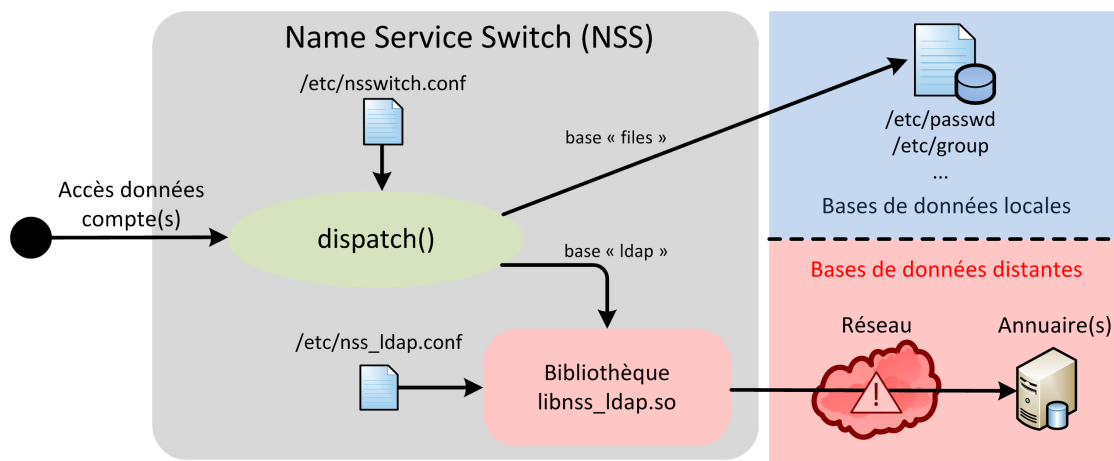 Name Service Switch (NSS)
/etc/nsswitch.conf
base « files »
/etc/passwd
/etc/group
...
Bases de données locales
Accès données
compte(s)
dispatch()
base « ldap »
Bases de données distantes
Réseau
Annuaire(s)
/etc/nss_ldap.conf
Bibliothèque
libnss_ldap.so
!